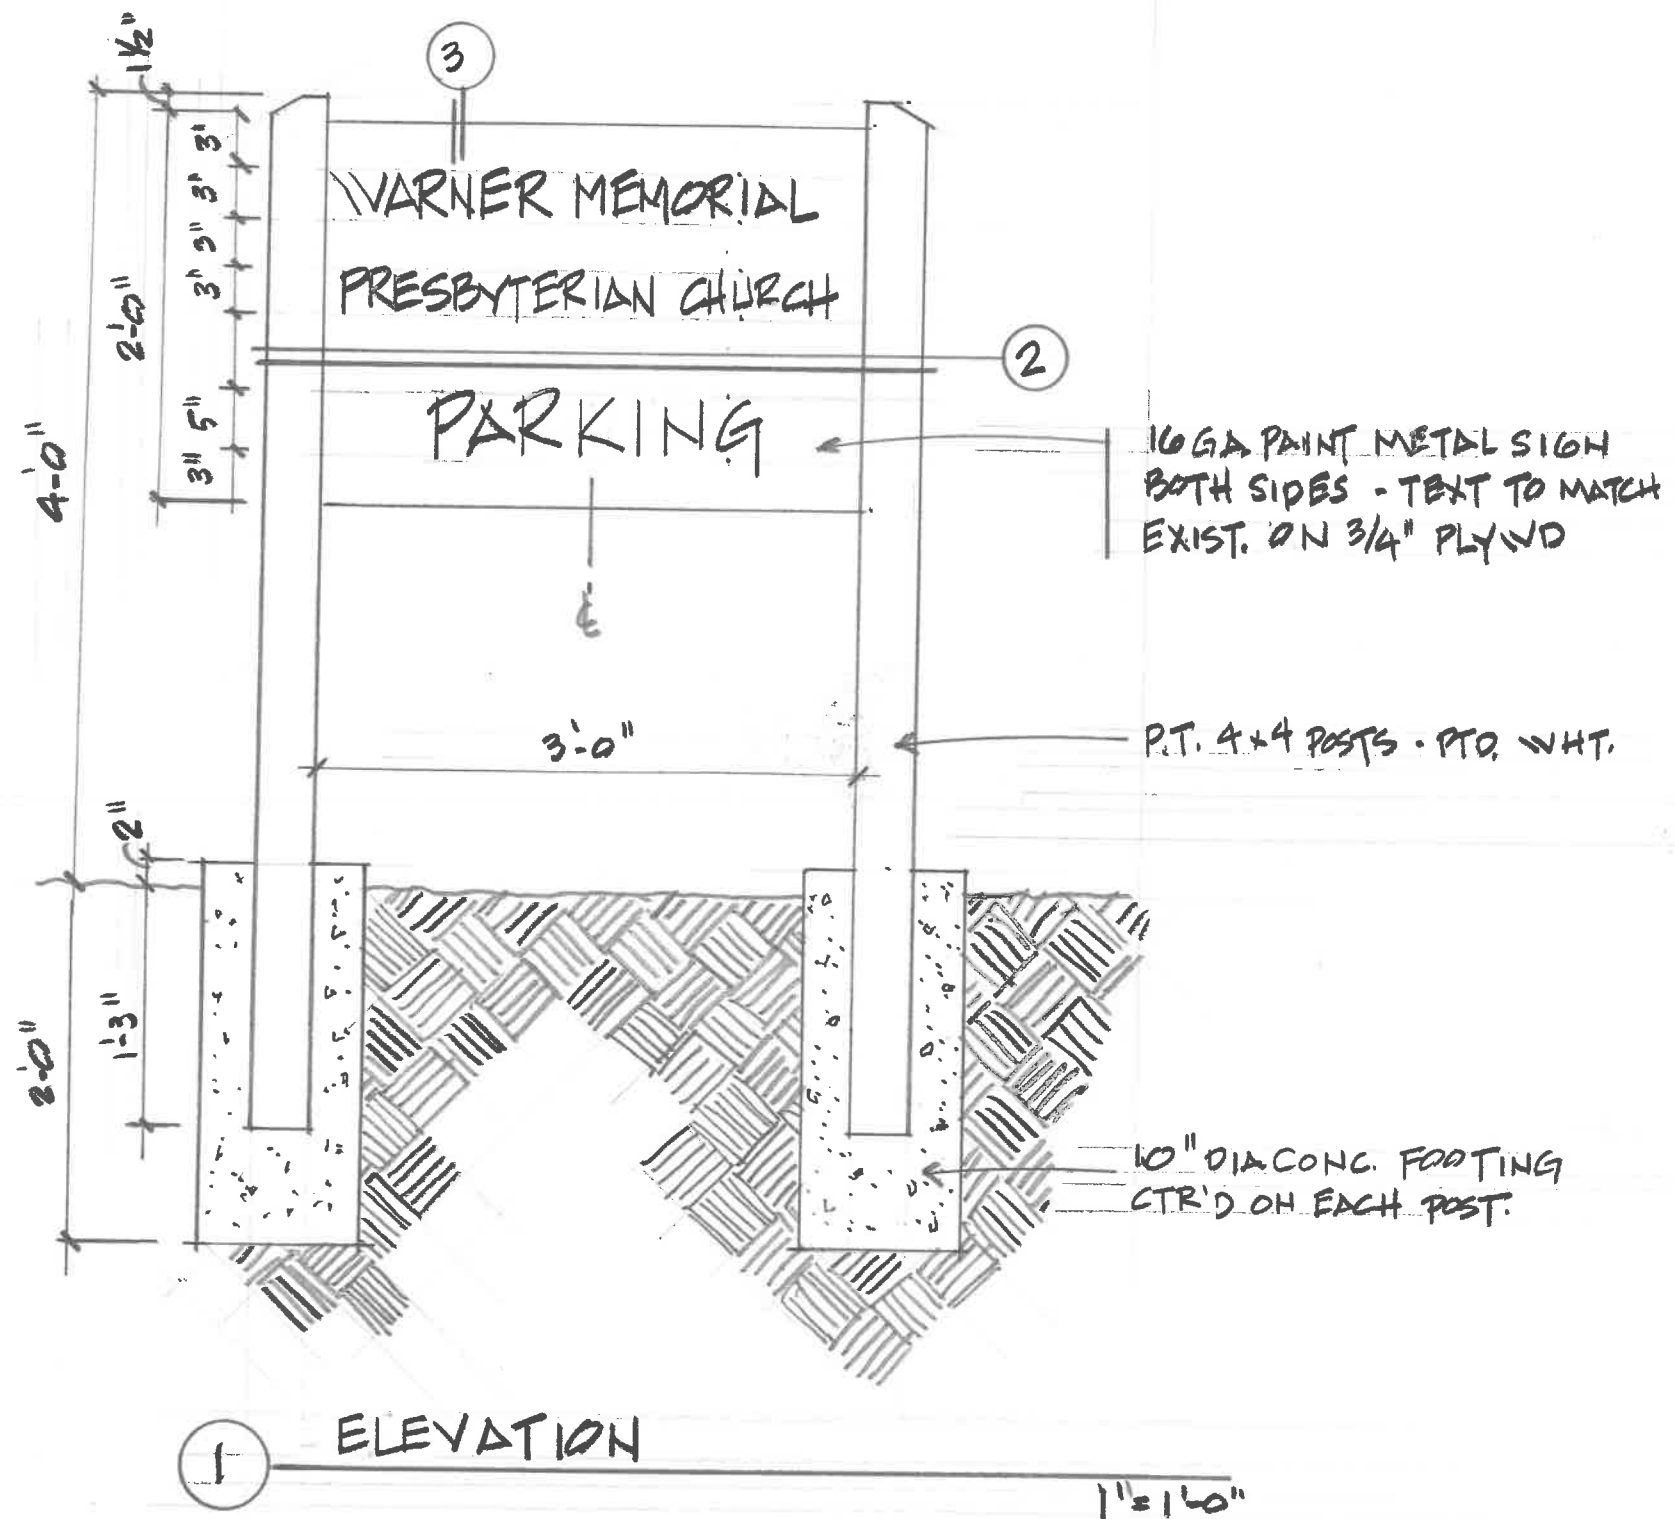 1½"
3
3"
3"
3"
3"
2'-0"
4'-0"
5"
3"
WARNER MEMORIAL
PRESBYTERIAN CHURCH
2
PARKING
16 GA PAINT METAL SIGN
BOTH SIDES - TEXT TO MATCH
EXIST. ON 3/4" PLYWD
℄
3'-0"
P.T. 4x4 POSTS - PTD. WHT.
2"
1'-3"
2'-0"
10" DIA CONC. FOOTING
CTR'D ON EACH POST.
1
ELEVATION
1"=1'-0"